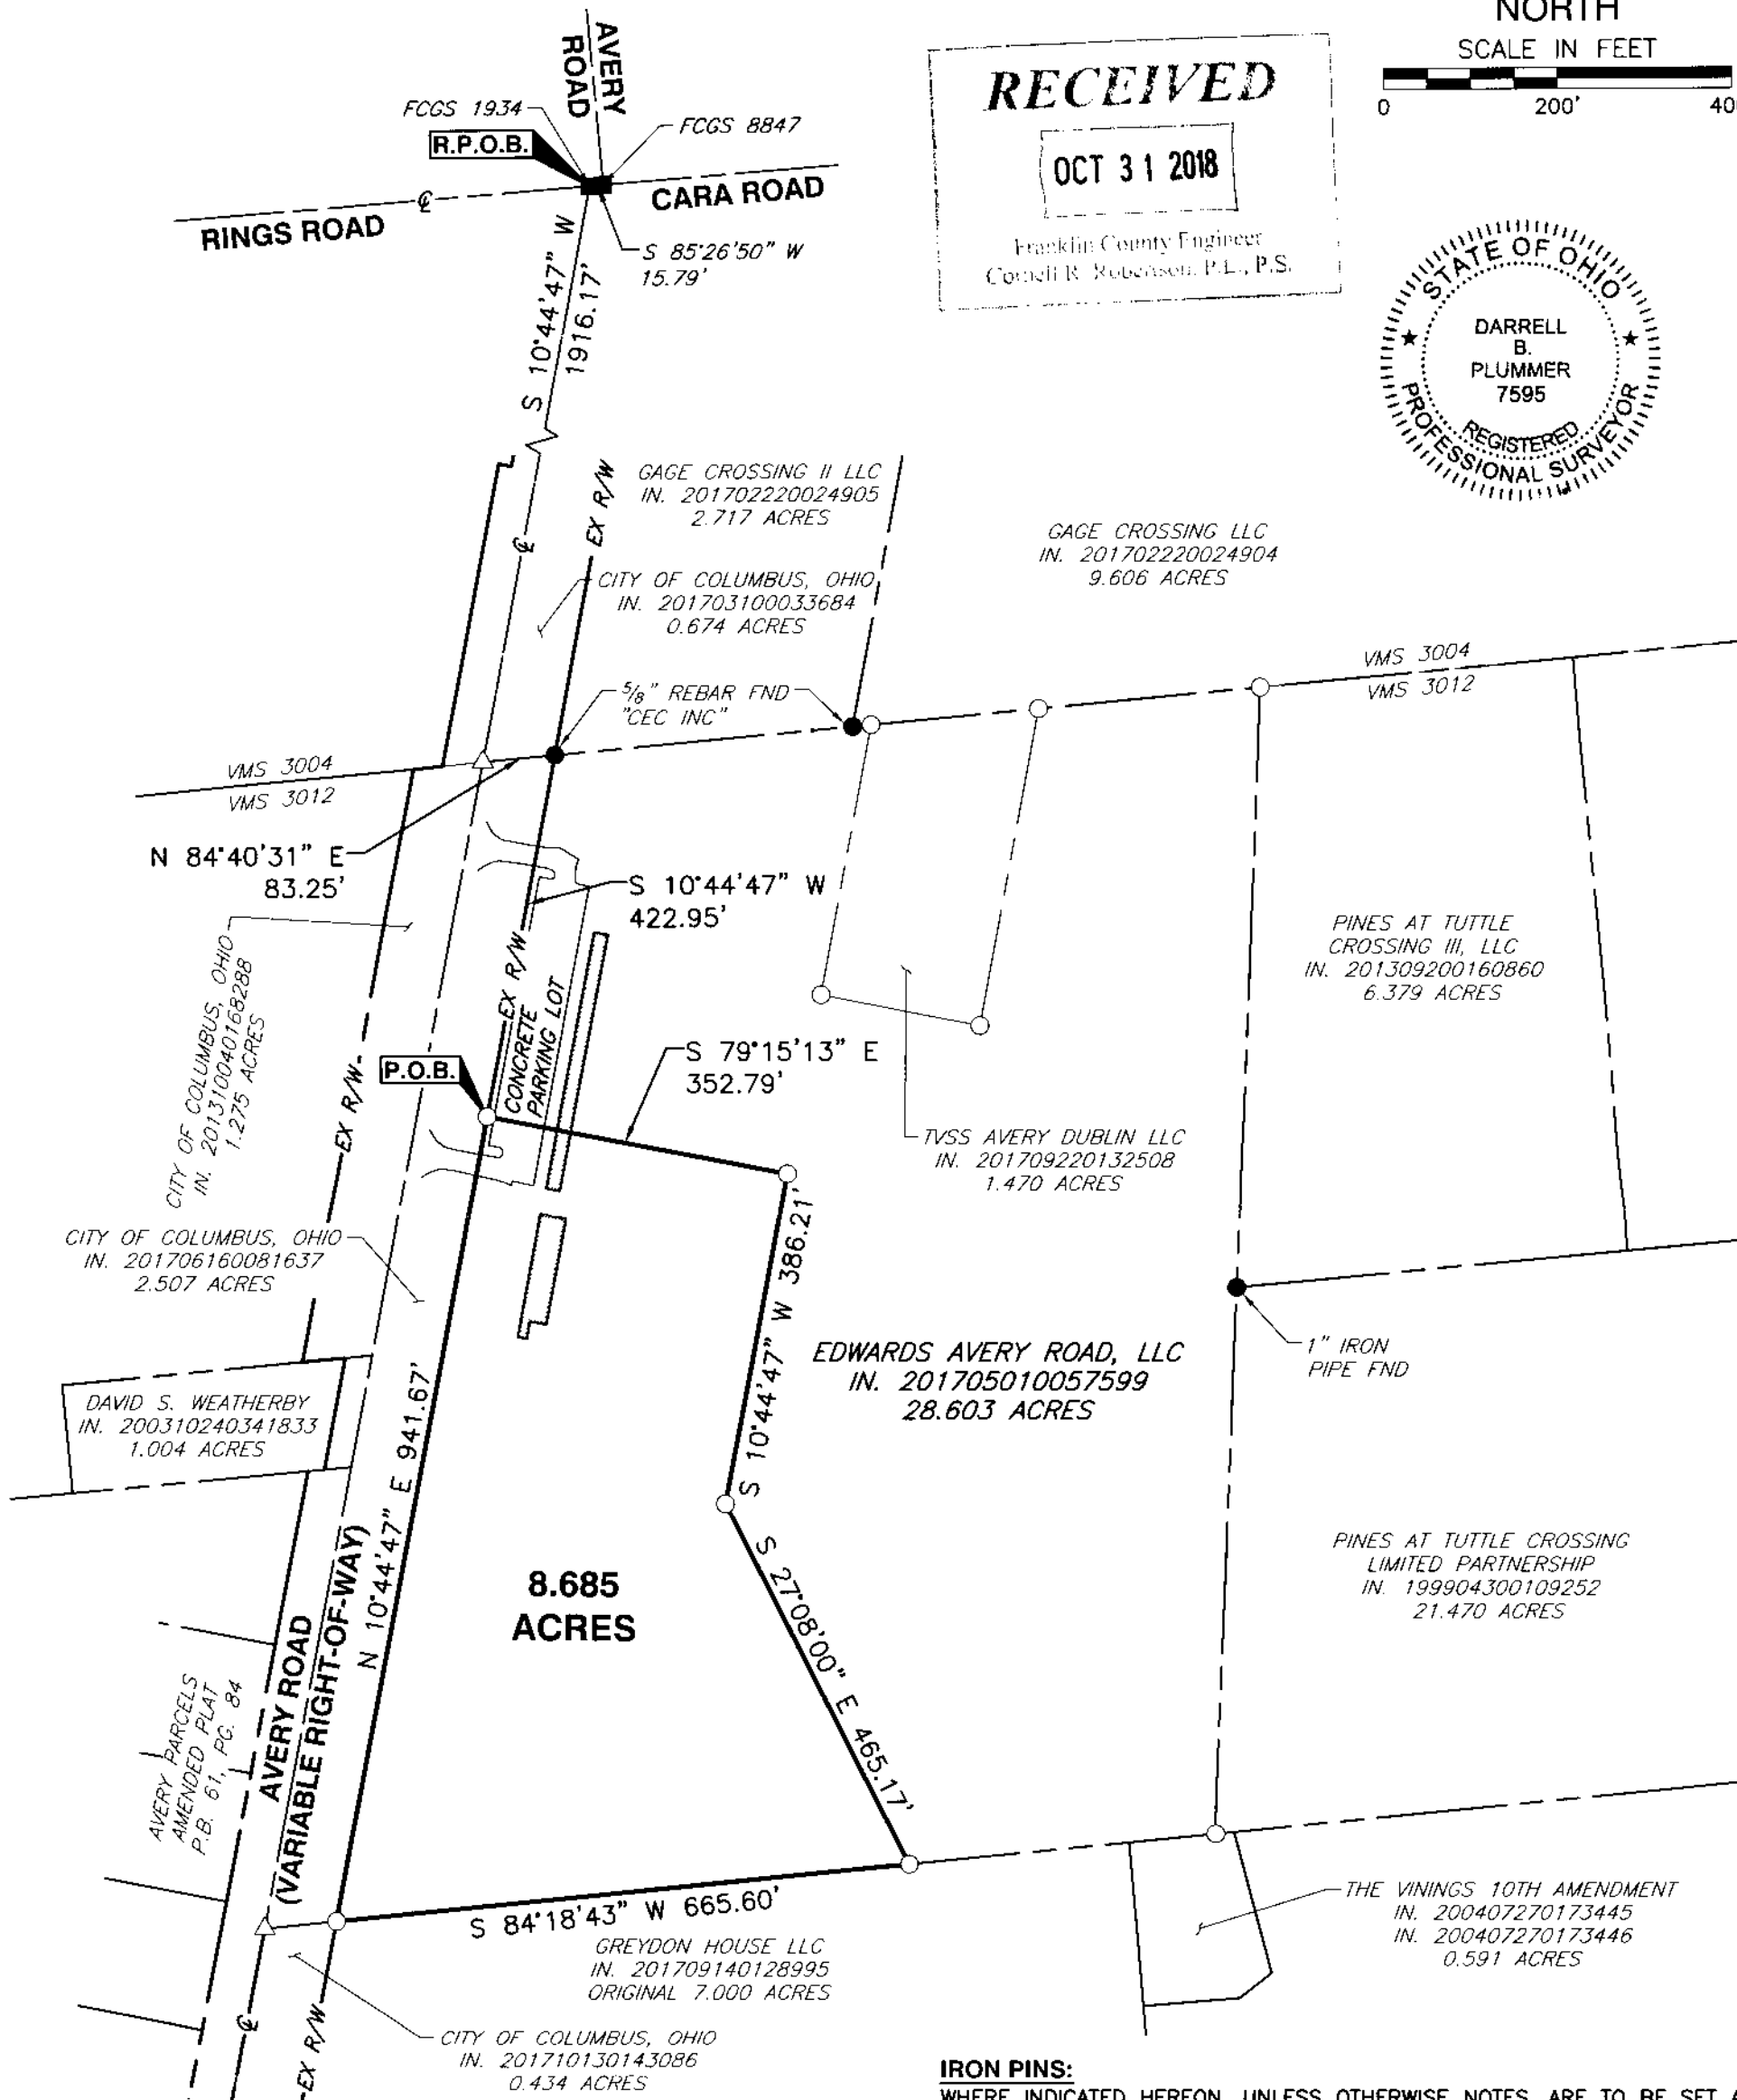 NORTH
SCALE IN FEET
0 200' 40
AVERY
ROAD
FCGS 1934
R.P.O.B.
FCGS 8847
CARA ROAD
RINGS ROAD
S 85°26'50" W
15.79'
S 10°44'47" W
1916.17'
RECEIVED
OCT 31 2018
Franklin County Engineer
Cornell R. Robertson, P.E., P.S.
STATE OF OHIO
DARRELL
B.
PLUMMER
7595
REGISTERED
PROFESSIONAL SURVEYOR
GAGE CROSSING II LLC
IN. 201702220024905
2.717 ACRES
EX R/W
GAGE CROSSING LLC
IN. 201702220024904
9.606 ACRES
CITY OF COLUMBUS, OHIO
IN. 201703100033684
0.674 ACRES
5/8" REBAR FND
"CEC INC"
VMS 3004
VMS 3012
VMS 3004
VMS 3012
N 84°40'31" E
83.25'
S 10°44'47" W
422.95'
CITY OF COLUMBUS, OHIO
IN. 201310040168288
1.275 ACRES
EX R/W
EX R/W
CONCRETE
PARKING LOT
PINES AT TUTTLE
CROSSING III, LLC
IN. 201309200160860
6.379 ACRES
P.O.B.
S 79°15'13" E
352.79'
TVSS AVERY DUBLIN LLC
IN. 201709220132508
1.470 ACRES
CITY OF COLUMBUS, OHIO
IN. 201706160081637
2.507 ACRES
S 10°44'47" W 386.21'
EDWARDS AVERY ROAD, LLC
IN. 201705010057599
28.603 ACRES
1" IRON
PIPE FND
DAVID S. WEATHERBY
IN. 200310240341833
1.004 ACRES
N 10°44'47" E 941.67'
8.685
ACRES
S 27°08'00" E 465.17'
PINES AT TUTTLE CROSSING
LIMITED PARTNERSHIP
IN. 199904300109252
21.470 ACRES
AVERY PARCELS
AMENDED PLAT
P.B. 61, PG. 84
AVERY ROAD
(VARIABLE RIGHT-OF-WAY)
S 84°18'43" W 665.60'
GREYDON HOUSE LLC
IN. 201709140128995
ORIGINAL 7.000 ACRES
THE VININGS 10TH AMENDMENT
IN. 200407270173445
IN. 200407270173446
0.591 ACRES
EX R/W
CITY OF COLUMBUS, OHIO
IN. 201710130143086
0.434 ACRES
IRON PINS:
WHERE INDICATED HEREON, UNLESS OTHERWISE NOTES, ARE TO BE SET A